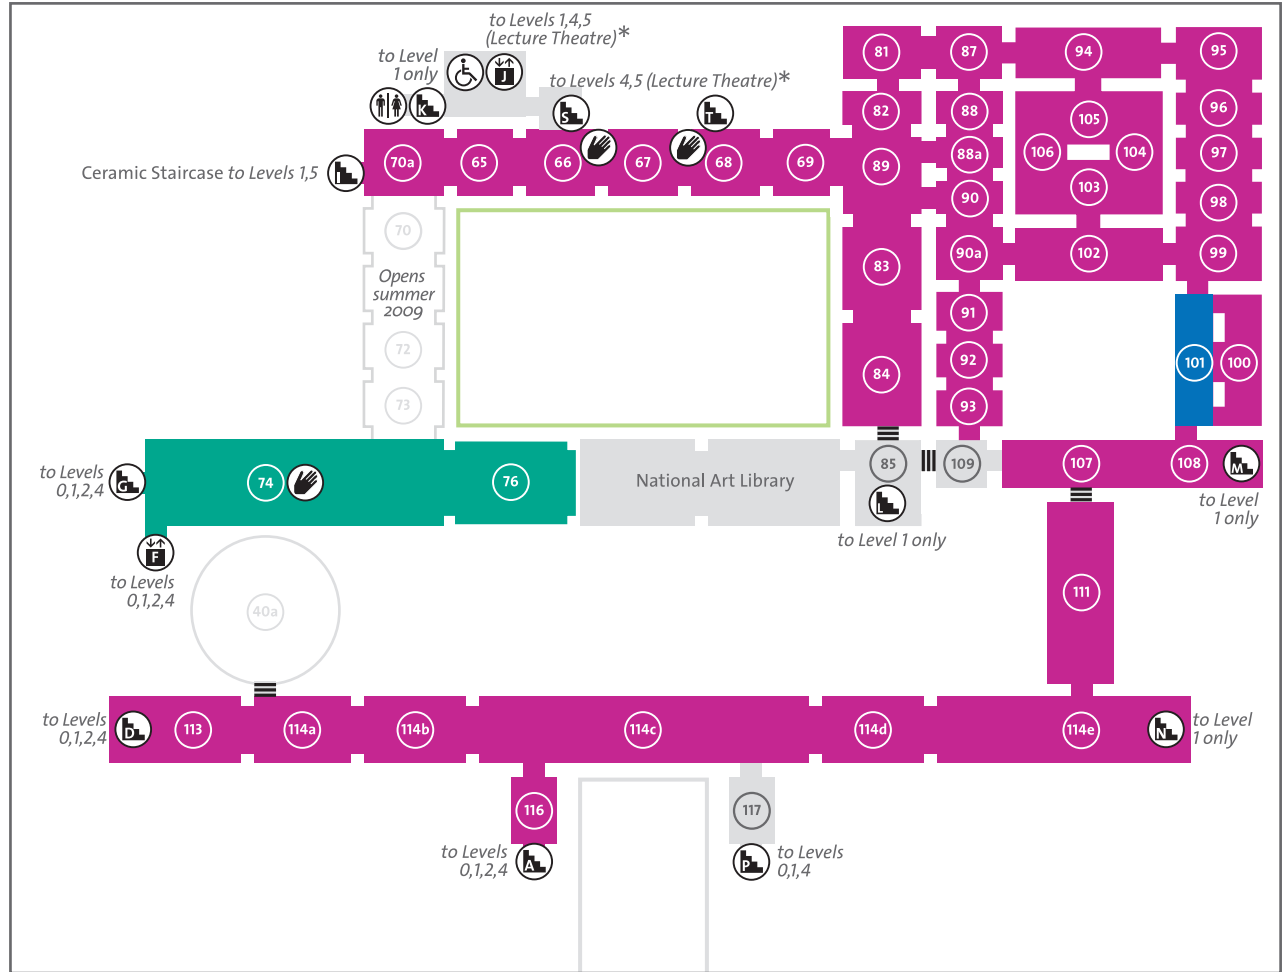 to Levels 1,4,5
(Lecture Theatre)*
to Level
1 only
J
K
to Levels 4,5 (Lecture Theatre)*
S
T
81
87
94
95
82
88
105
96
106
104
88a
97
103
Ceramic Staircase to Levels 1,5
I
70a
65
66
67
68
69
89
90
98
70
90a
102
99
83
Opens
summer
2009
91
72
92
84
101
100
73
93
to Levels
0,1,2,4
G
74
76
National Art Library
85
109
107
108
M
L
to Level
1 only
to Level 1 only
F
to Levels
0,1,2,4
40a
111
to Levels
0,1,2,4
D
113
114a
114b
114c
114d
114e
N
to Level
1 only
116
117
to Levels
0,1,2,4
A
P
to Levels
0,1,4